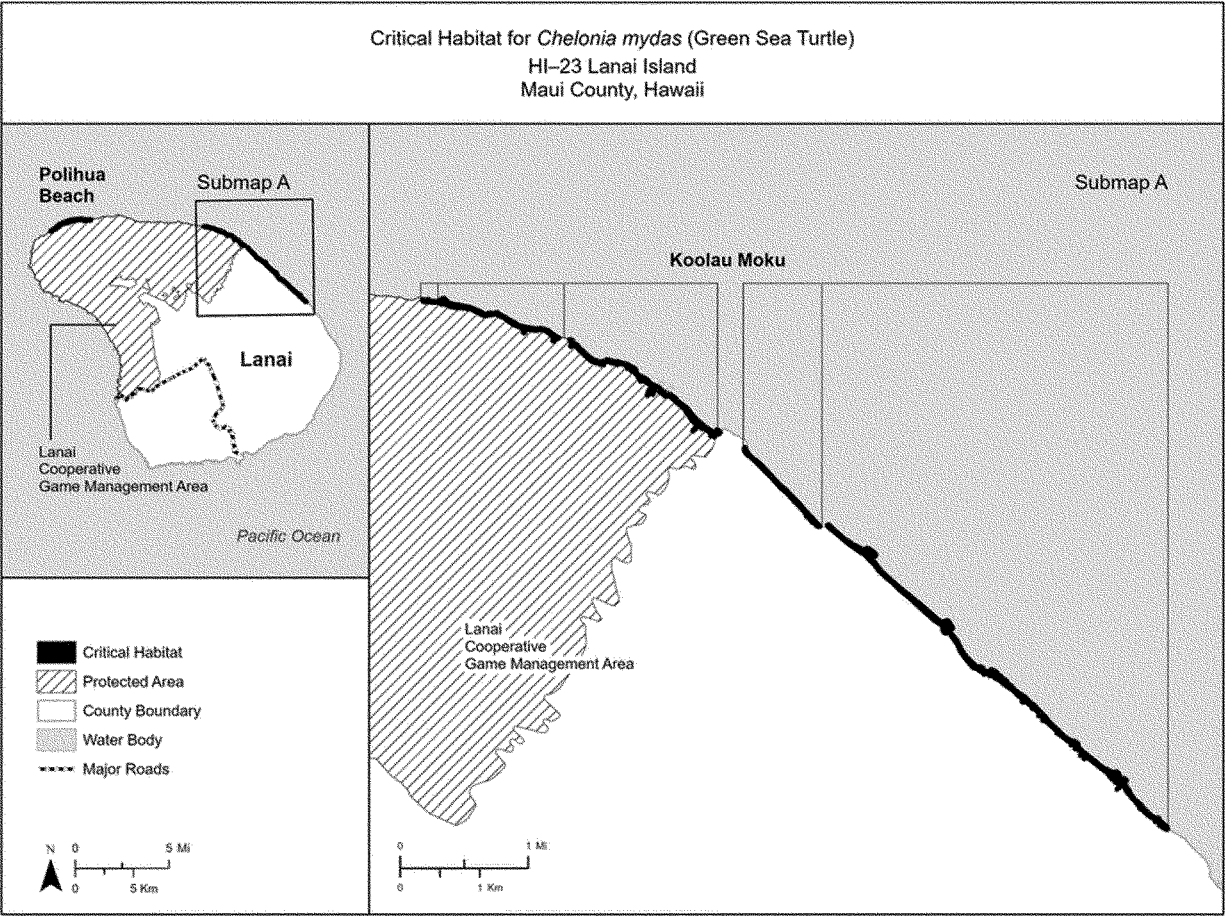 Critical Habitat for Chelonia mydas (Green Sea Turtle)
HI–23 Lanai Island
Maui County, Hawaii
Polihua
Beach
Submap A
Lanai
Lanai
Cooperative
Game Management Area
Pacific Ocean
Submap A
Koolau Moku
Lanai
Cooperative
Game Management Area
Critical Habitat
Protected Area
County Boundary
Water Body
Major Roads
N
0 5 Mi
0 5 Km
0 1 Mi
0 1 Km